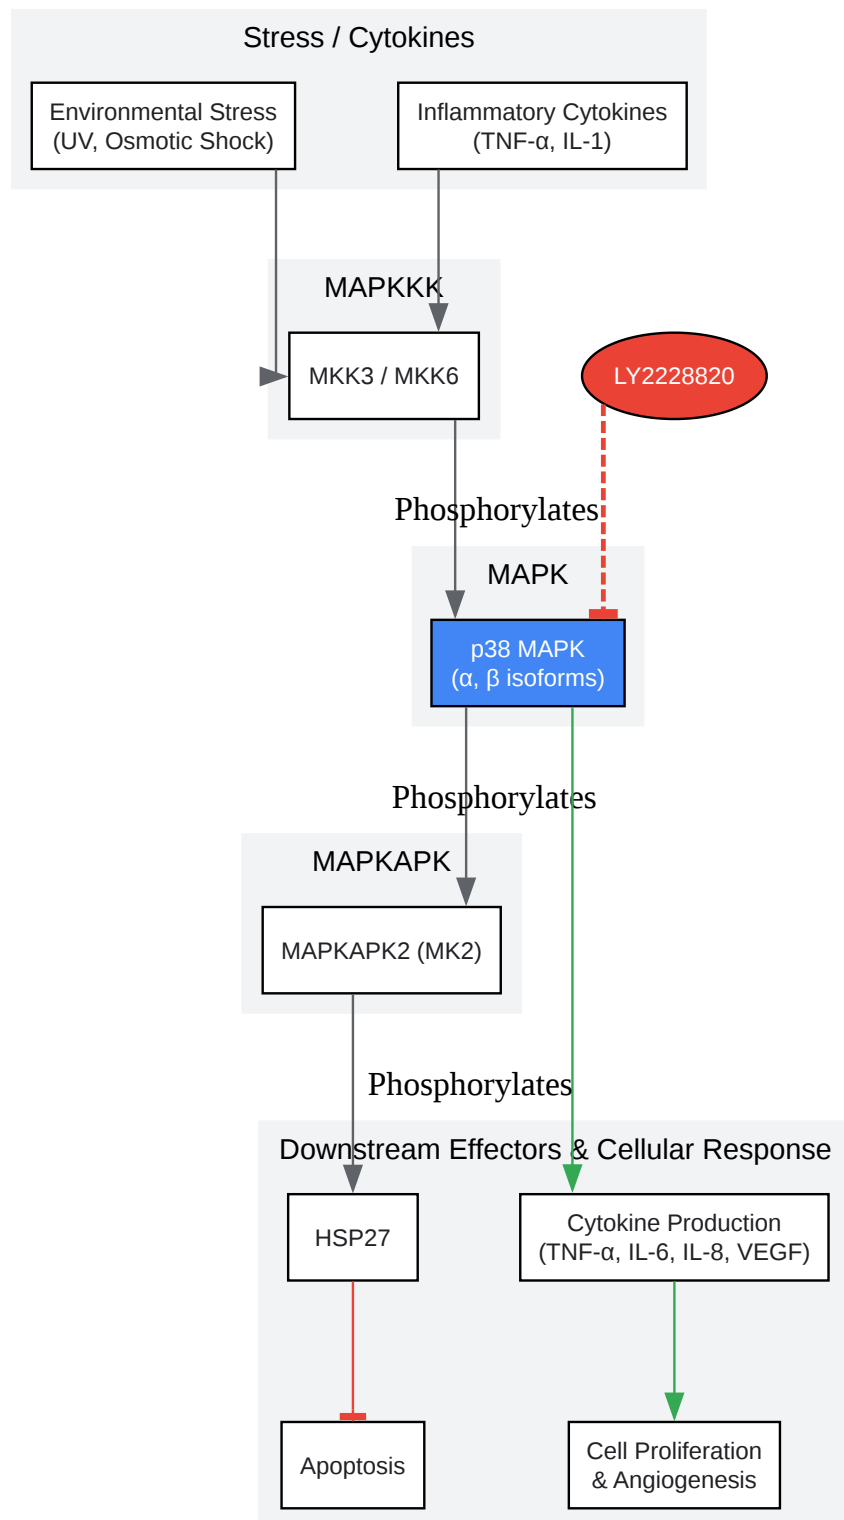 Stress / Cytokines
Environmental Stress
(UV, Osmotic Shock)
Inflammatory Cytokines
(TNF-α, IL-1)
MAPKKK
MKK3 / MKK6
LY2228820
Phosphorylates
MAPK
p38 MAPK
(α, β isoforms)
Phosphorylates
MAPKAPK
MAPKAPK2 (MK2)
Phosphorylates
Downstream Effectors & Cellular Response
HSP27
Cytokine Production
(TNF-α, IL-6, IL-8, VEGF)
Apoptosis
Cell Proliferation
& Angiogenesis